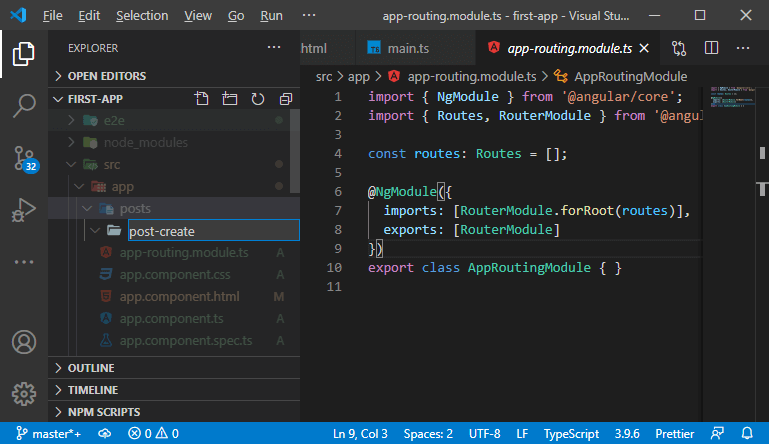 File Edit Selection View Go Run ··· app-routing.module.ts - first-app - Visual Stu...
EXPLORER ···
OPEN EDITORS
FIRST-APP
e2e
node_modules
src
app
posts
post-create
app-routing.module.ts A
app.component.css A
app.component.html M
app.component.ts A
app.component.spec.ts A
OUTLINE
TIMELINE
NPM SCRIPTS
32
html main.ts app-routing.module.ts
src > app > app-routing.module.ts > AppRoutingModule
1 import { NgModule } from '@angular/core';
2 import { Routes, RouterModule } from '@angu
3
4 const routes: Routes = [];
5
6 @NgModule({
7 imports: [RouterModule.forRoot(routes)],
8 exports: [RouterModule]
9 })
10 export class AppRoutingModule { }
11
master*+ 0 0 Ln 9, Col 3 Spaces: 2 UTF-8 LF TypeScript 3.9.6 Prettier